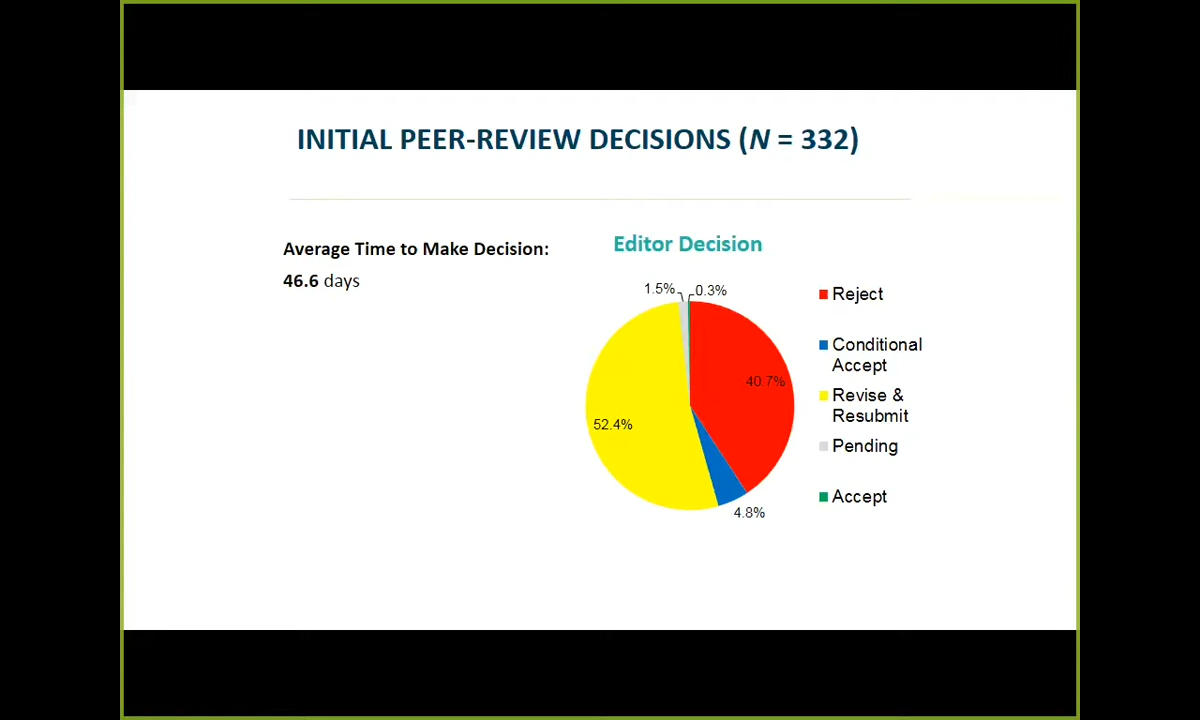 INITIAL PEER-REVIEW DECISIONS (N = 332)
Average Time to Make Decision:
46.6 days
Editor Decision
1.5%
0.3%
40.7%
52.4%
4.8%
Reject
Conditional
Accept
Revise &
Resubmit
Pending
Accept